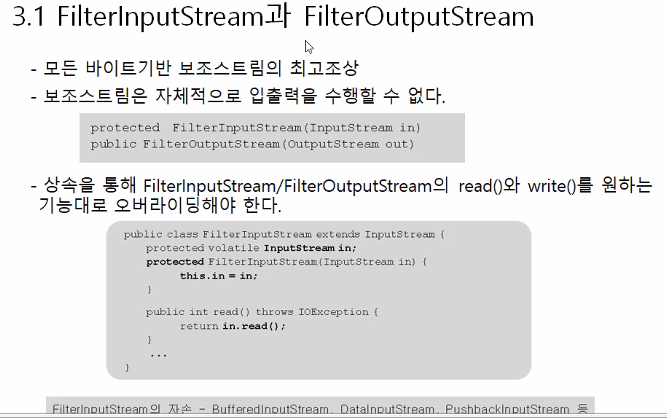 3.1 FilterInputStream과 FilterOutputStream
- 모든 바이트기반 보조스트림의 최고조상
- 보조스트림은 자체적으로 입출력을 수행할 수 없다.
protected  FilterInputStream(InputStream in)
public FilterOutputStream(OutputStream out)
- 상속을 통해 FilterInputStream/FilterOutputStream의 read()와 write()를 원하는
기능대로 오버라이딩해야 한다.
public class FilterInputStream extends InputStream {
protected volatile InputStream in;
protected FilterInputStream(InputStream in) {
this.in = in;
}
public int read() throws IOException {
return in.read();
}
...
}
FilterInputStream의 자손 - BufferedInputStream, DataInputStream, PushbackInputStream 등